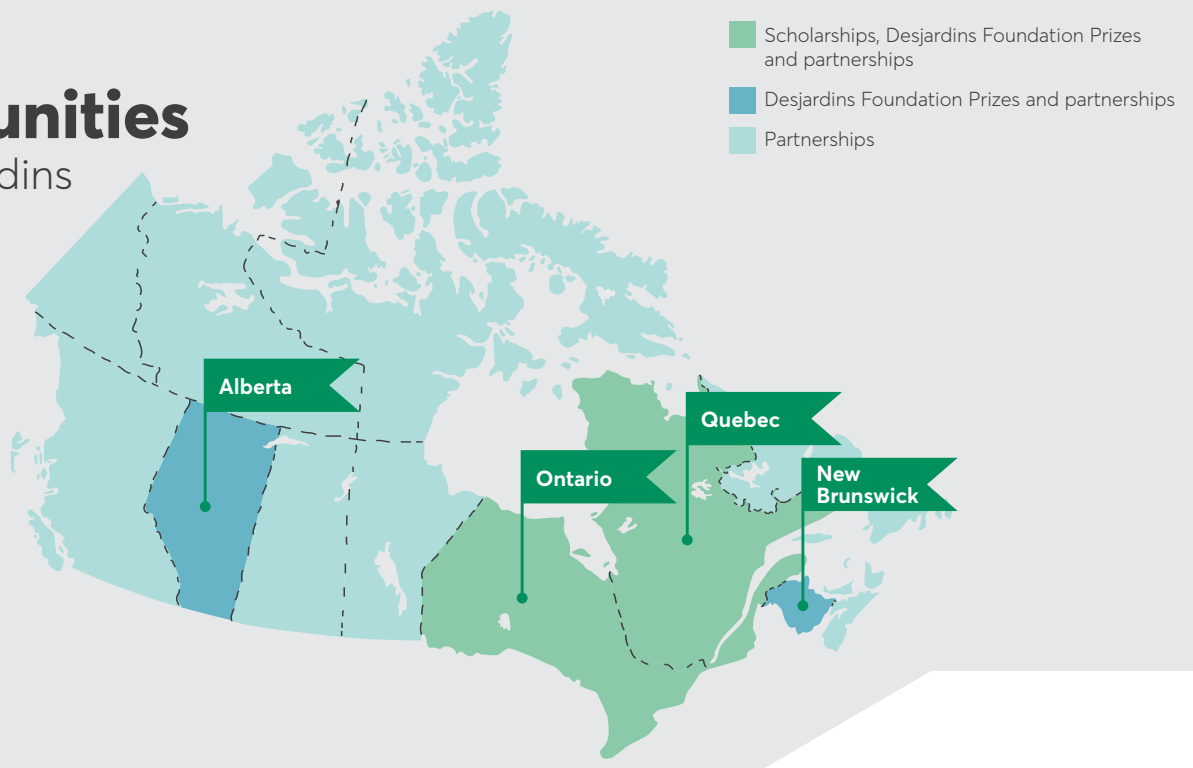 unities
dins
Scholarships, Desjardins Foundation Prizes
and partnerships
Desjardins Foundation Prizes and partnerships
Partnerships
Alberta
Quebec
Ontario
New
Brunswick